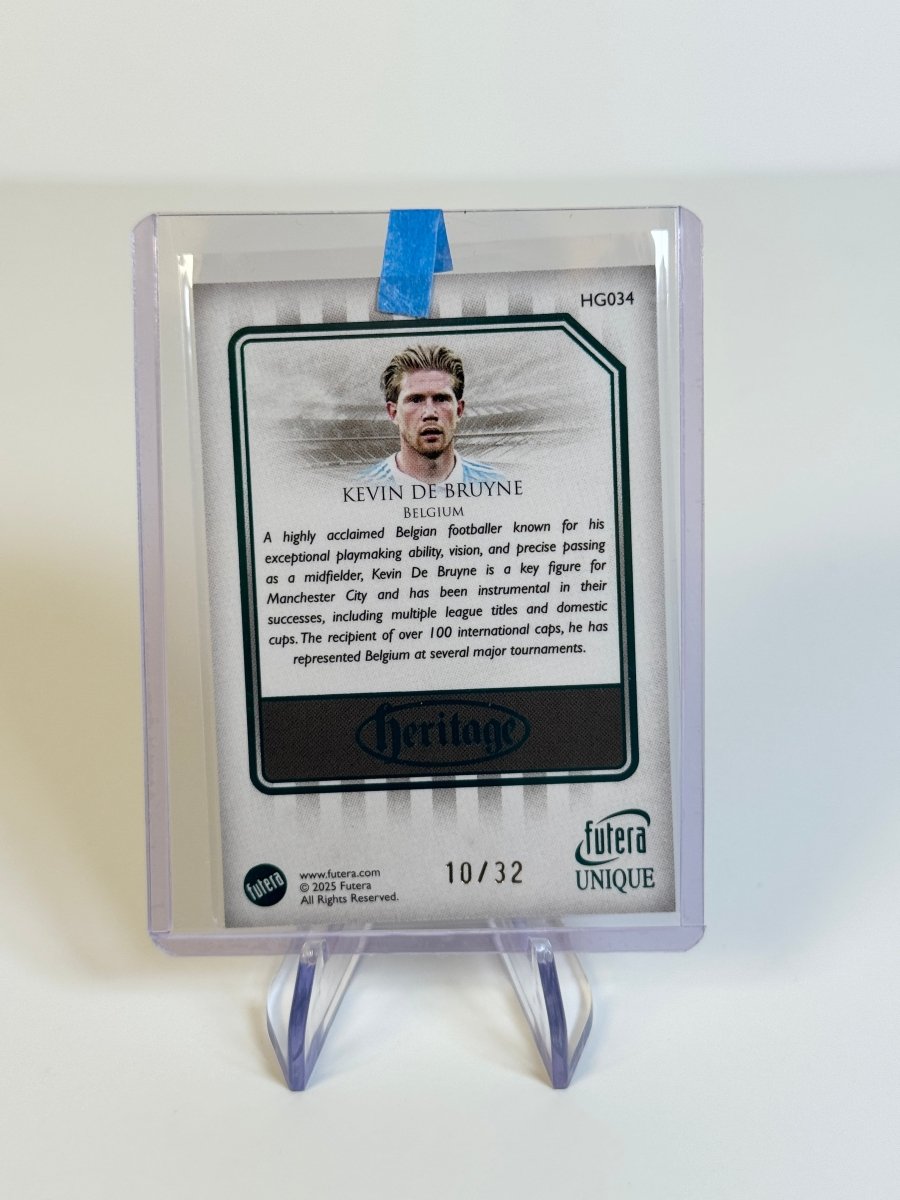 HG034
KEVIN DE BRUYNE
BELGIUM
A highly acclaimed Belgian footballer known for his
exceptional playmaking ability, vision, and precise passing
as a midfielder, Kevin De Bruyne is a key figure for
Manchester City and has been instrumental in their
successes, including multiple league titles and domestic
cups. The recipient of over 100 international caps, he has
represented Belgium at several major tournaments.
heritage
futera
www.futera.com
© 2025 Futera
All Rights Reserved.
10/32
futera
UNIQUE